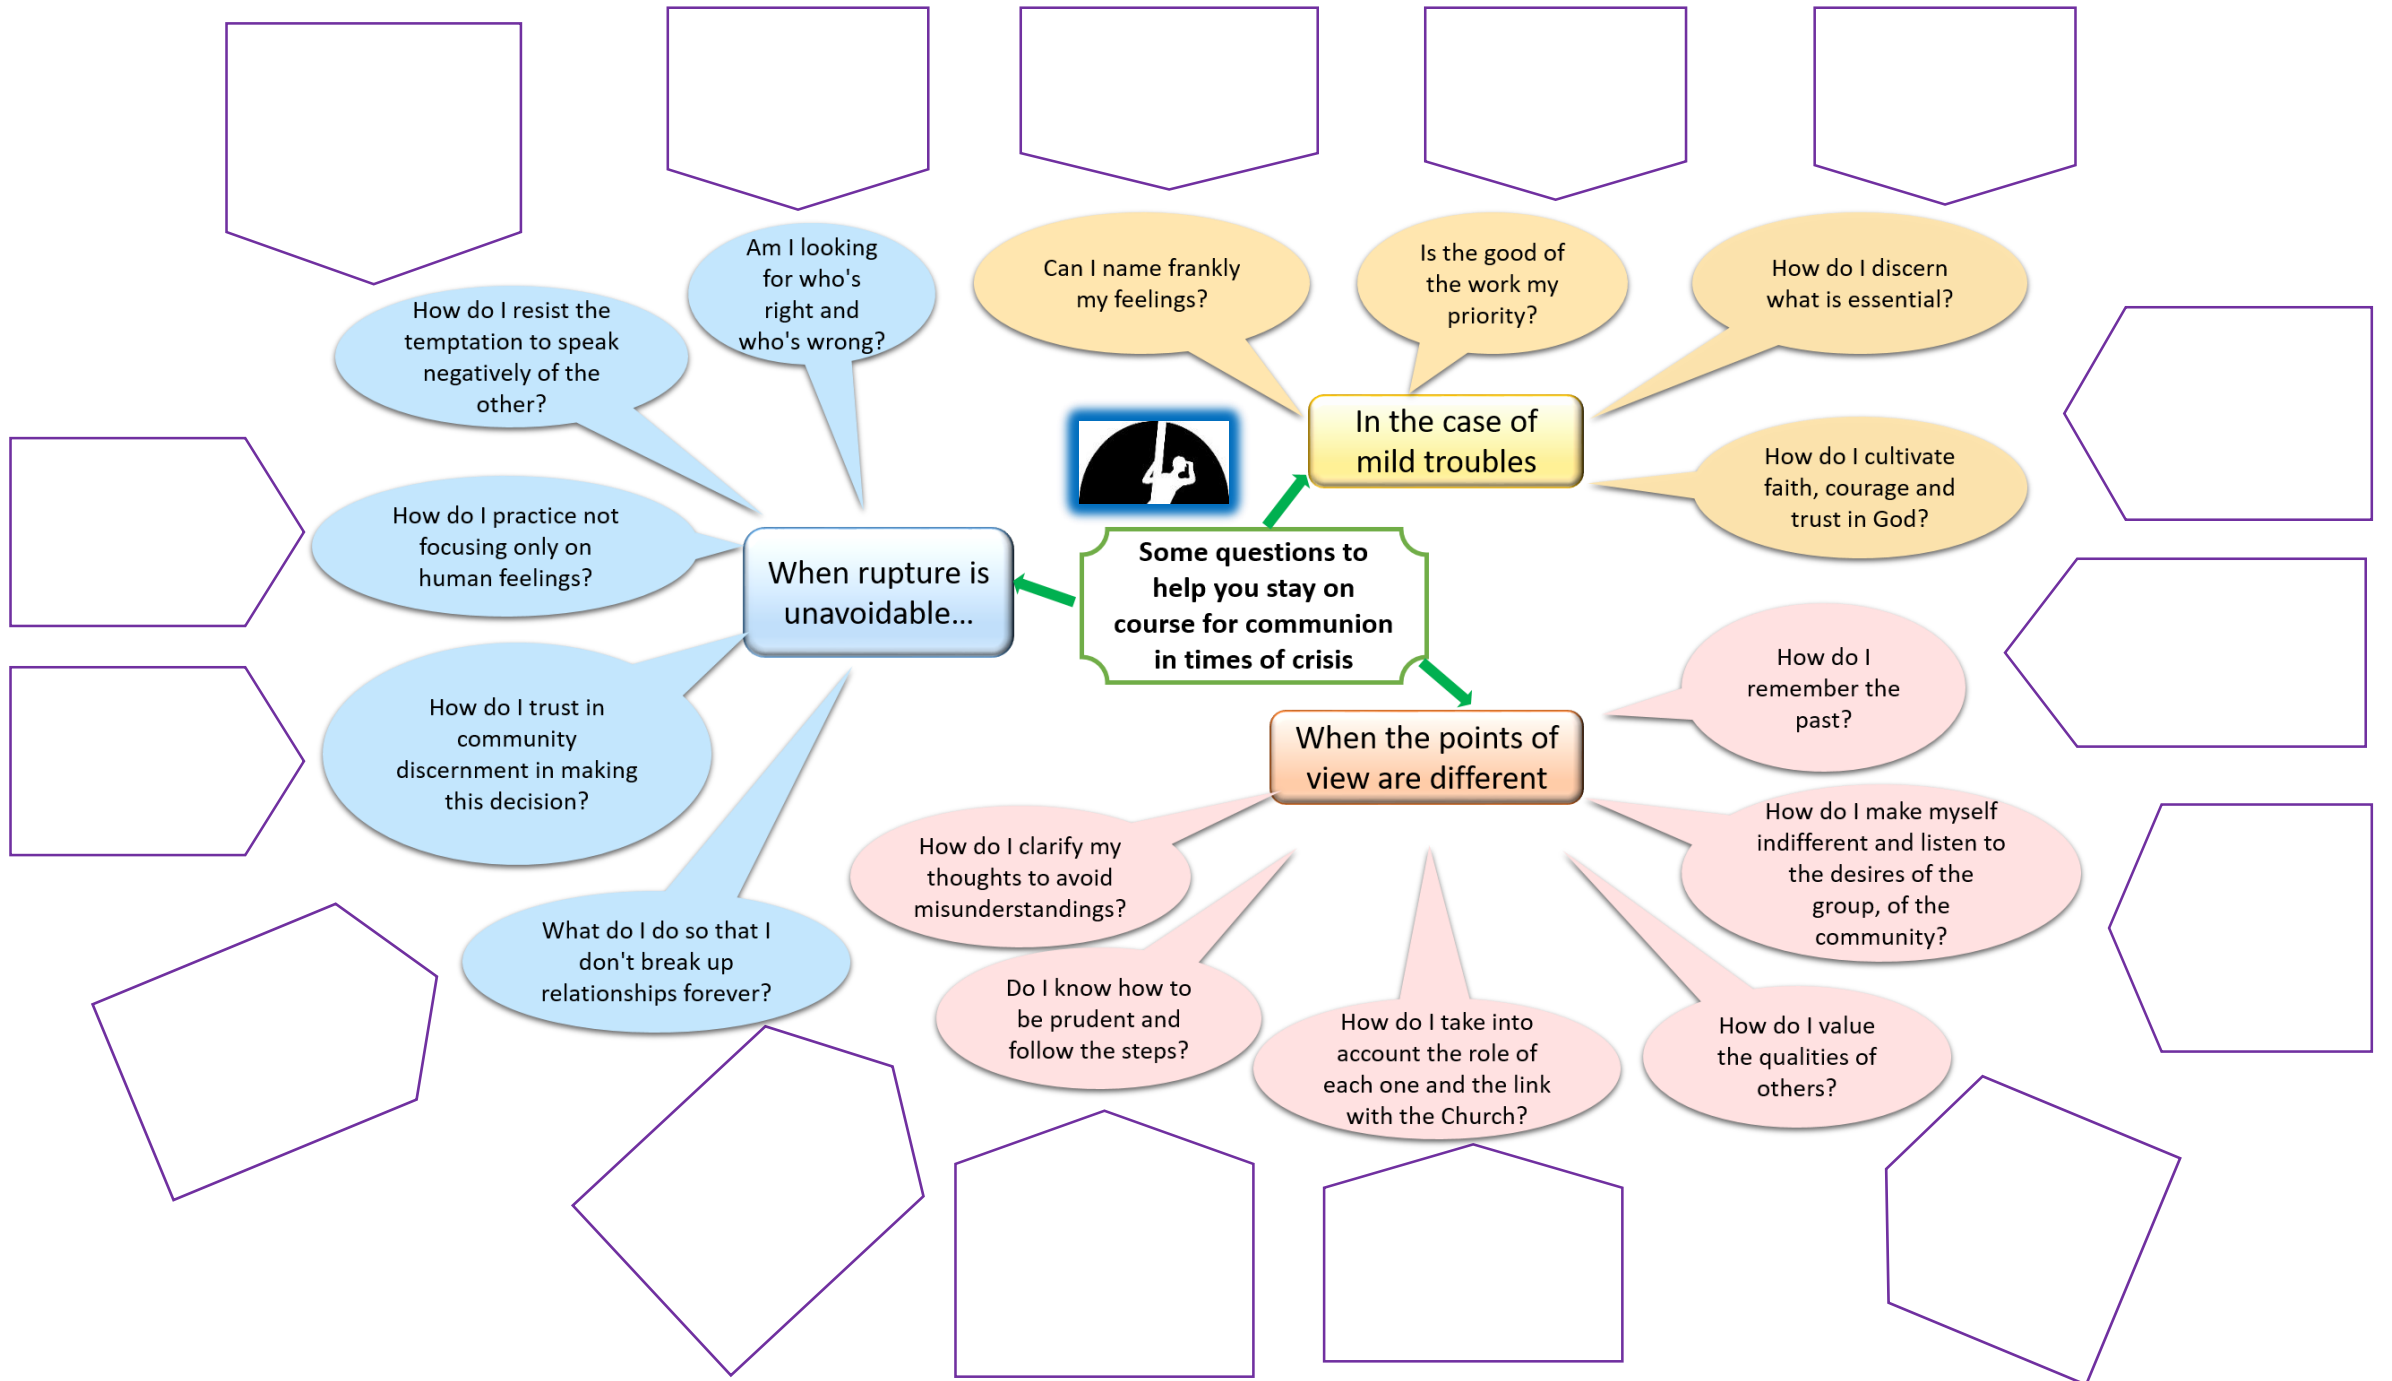 Some questions to
help you stay on
course for communion
in times of crisis
In the case of
mild troubles
Can I name frankly
my feelings?
Is the good of
the work my
priority?
How do I discern
what is essential?
How do I cultivate
faith, courage and
trust in God?
When the points of
view are different
How do I
remember the
past?
How do I make myself
indifferent and listen to
the desires of the
group, of the
community?
How do I value
the qualities of
others?
How do I take into
account the role of
each one and the link
with the Church?
Do I know how to
be prudent and
follow the steps?
How do I clarify my
thoughts to avoid
misunderstandings?
When rupture is
unavoidable...
Am I looking
for who's
right and
who's wrong?
How do I resist the
temptation to speak
negatively of the
other?
How do I practice not
focusing only on
human feelings?
How do I trust in
community
discernment in making
this decision?
What do I do so that I
don't break up
relationships forever?